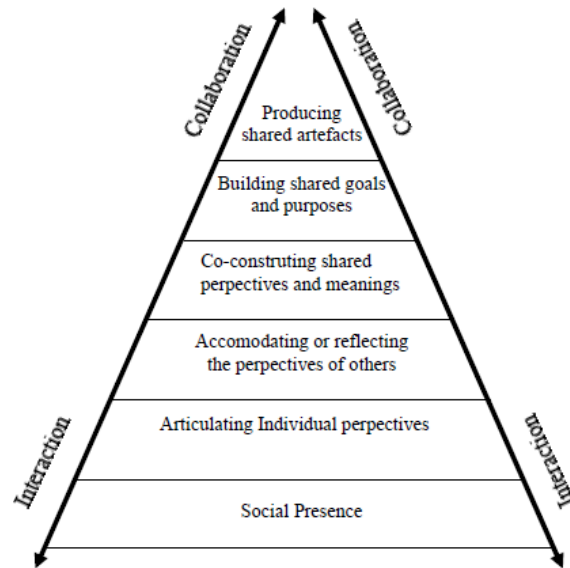 Collaboration
Collaboration
Producing
shared artefacts
Building shared goals
and purposes
Co-construting shared
perpectives and meanings
Accomodating or reflecting
the perpectives of others
Articulating Individual perpectives
Interaction
Interaction
Social Presence